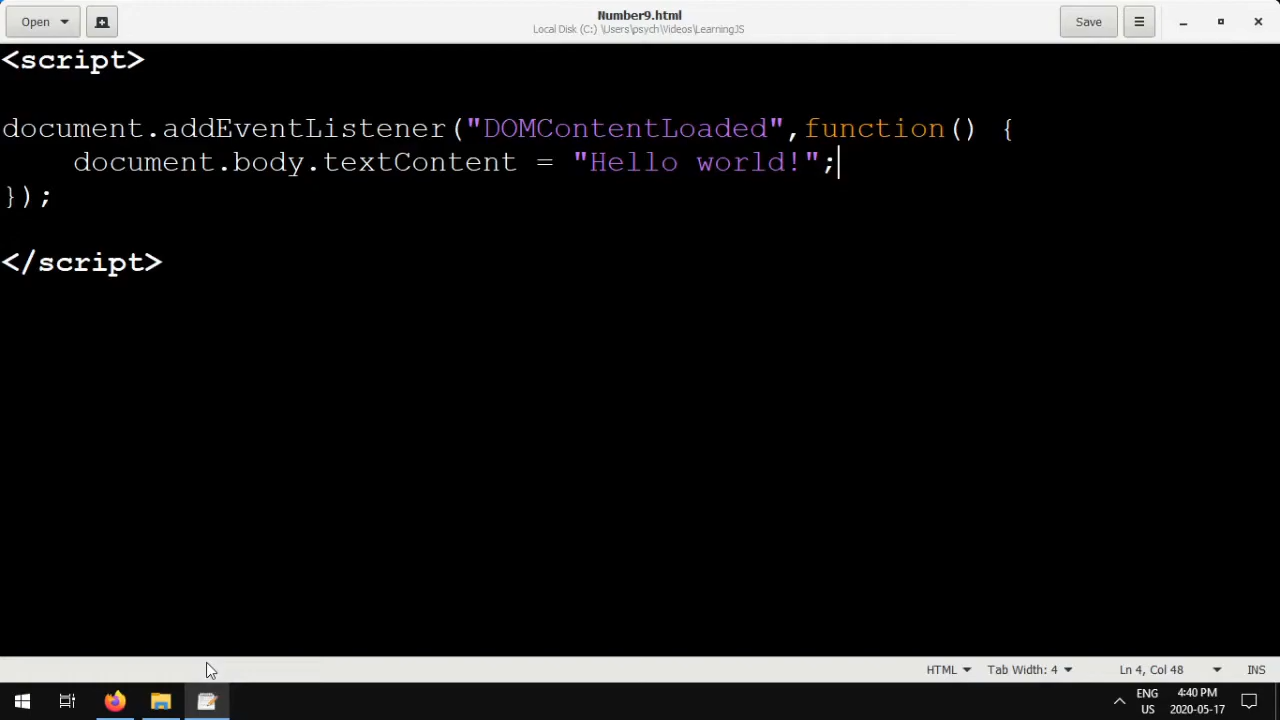 Open
Number9.html
Local Disk (C:) \Users\psych\Videos\LearningJS
Save
<script>
document.addEventListener("DOMContentLoaded",function() {
    document.body.textContent = "Hello world!";
});
</script>
HTML
Tab Width: 4
Ln 4, Col 48
INS
ENG
US
4:40 PM
2020-05-17